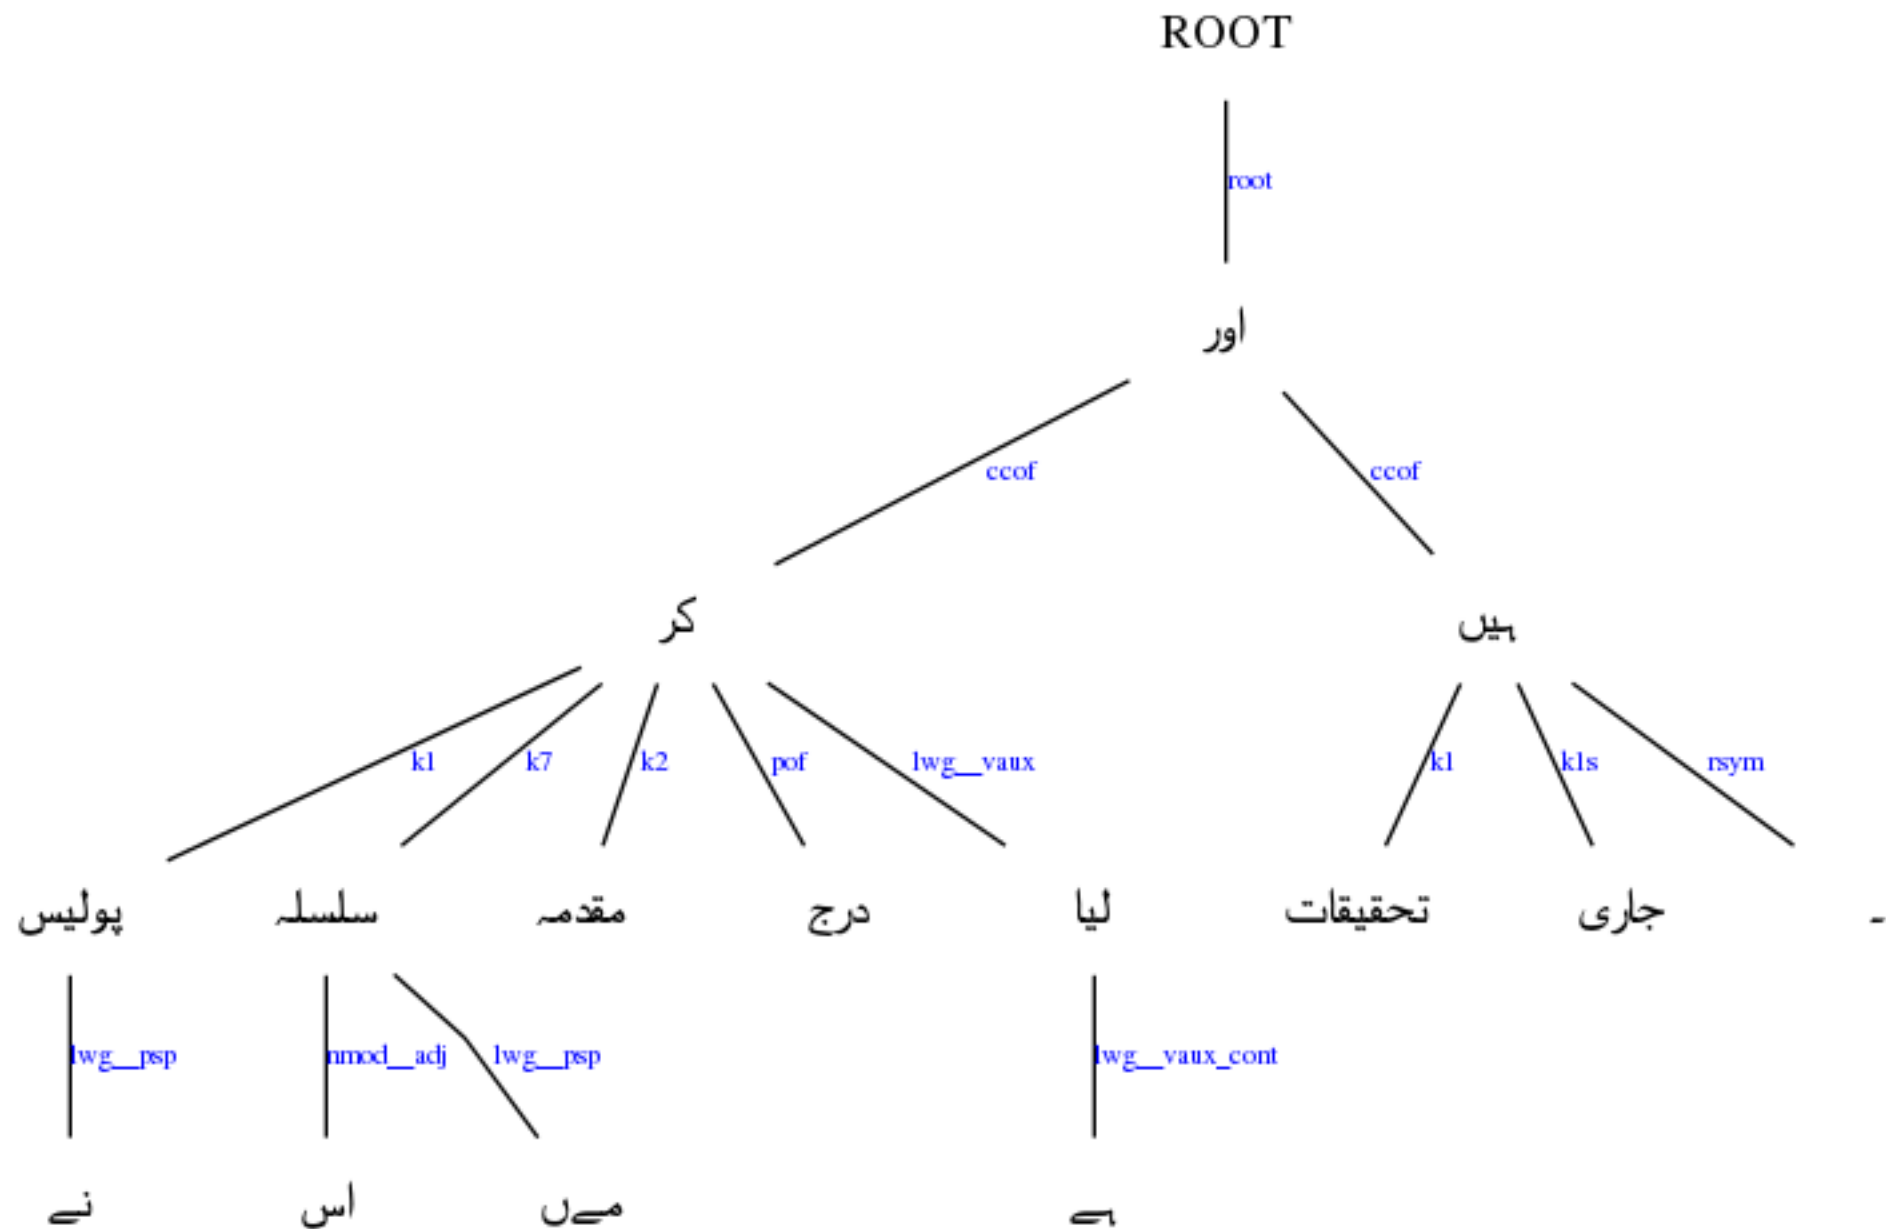 ROOT
root
اور
ccof ccof
کر ہیں
k1 k7 k2 pof lwg__vaux k1 k1s rsym
پولیس سلسلہ مقدمہ درج لیا تحقیقات جاری ۔
lwg__psp nmod__adj lwg__psp lwg__vaux_cont
نے اس مےں ہے